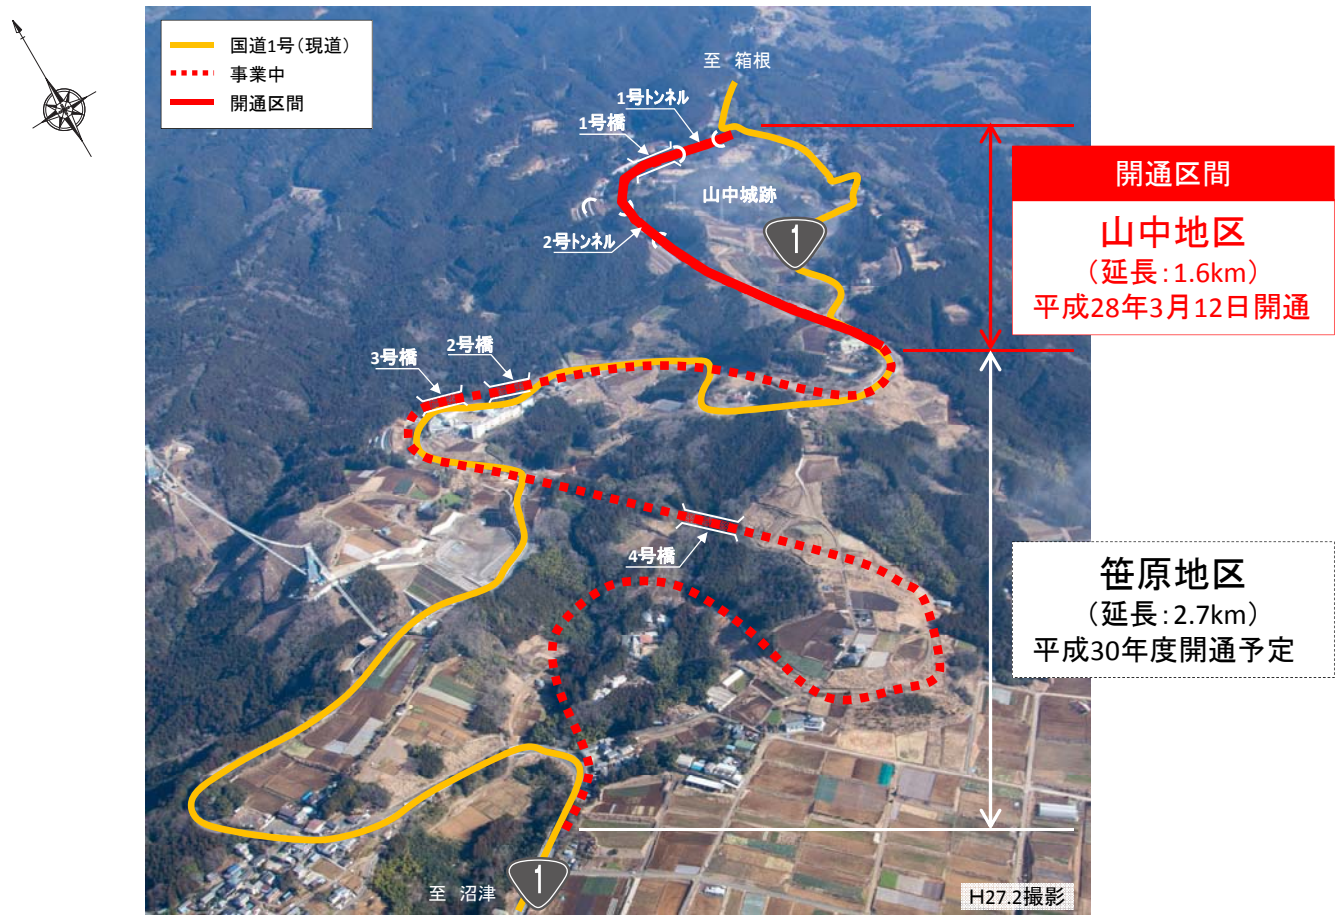 国道1号(現道)
事業中
開通区間
至 箱根
1号トンネル
1号橋
山中城跡
2号トンネル
1
開通区間
山中地区
(延長:1.6km)
平成28年3月12日開通
2号橋
3号橋
4号橋
笹原地区
(延長:2.7km)
平成30年度開通予定
至 沼津
1
H27.2撮影